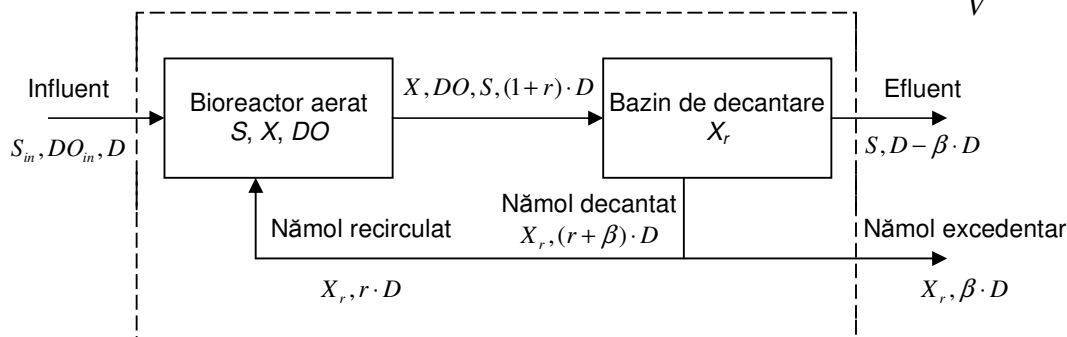 V
Influent
S_in, DO_in, D
Bioreactor aerat
S, X, DO
X, DO, S, (1 + r) · D
Bazin de decantare
X_r
Efluent
S, D − β · D
Nămol recirculat
X_r, r · D
Nămol decantat
X_r, (r + β) · D
Nămol excedentar
X_r, β · D